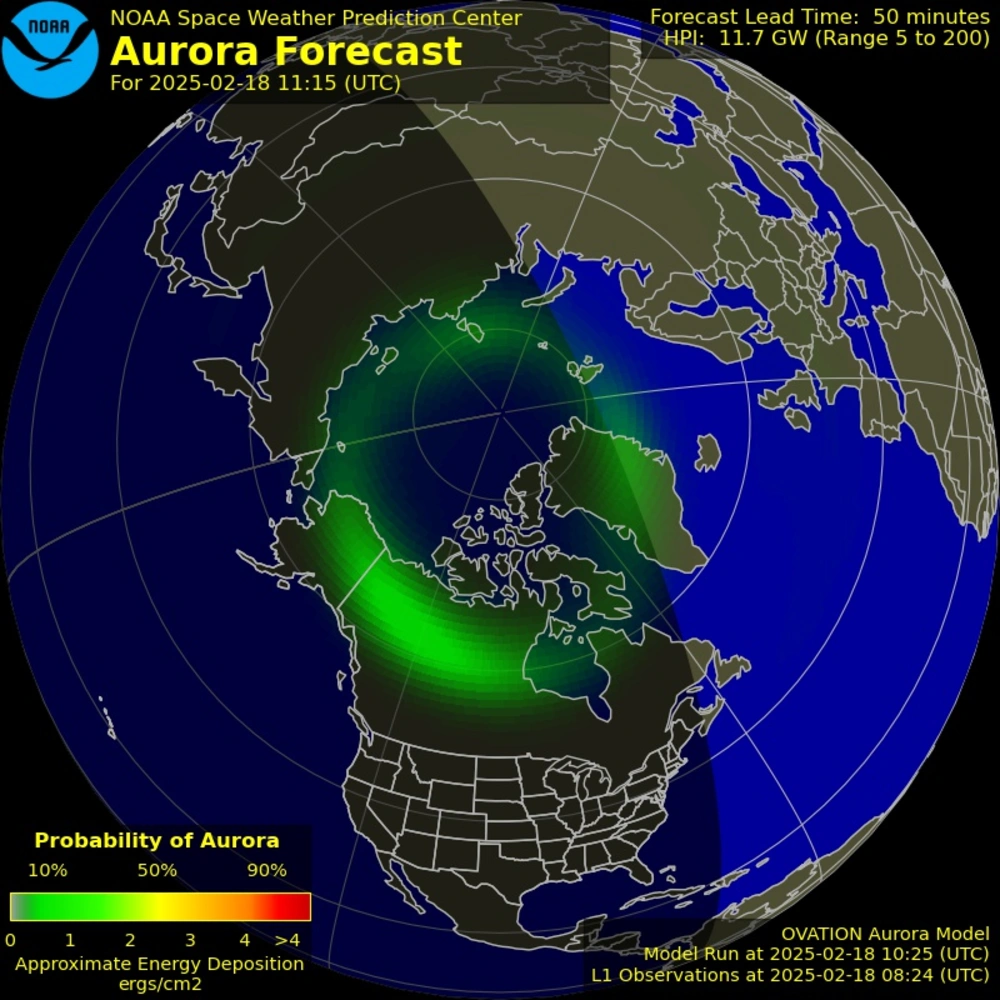 NOAA
NOAA Space Weather Prediction Center
Aurora Forecast
For 2025-02-18 11:15 (UTC)
Forecast Lead Time: 50 minutes
HPI: 11.7 GW (Range 5 to 200)
Probability of Aurora
10% 50% 90%
0 1 2 3 4 >4
Approximate Energy Deposition
ergs/cm2
OVATION Aurora Model
Model Run at 2025-02-18 10:25 (UTC)
L1 Observations at 2025-02-18 08:24 (UTC)